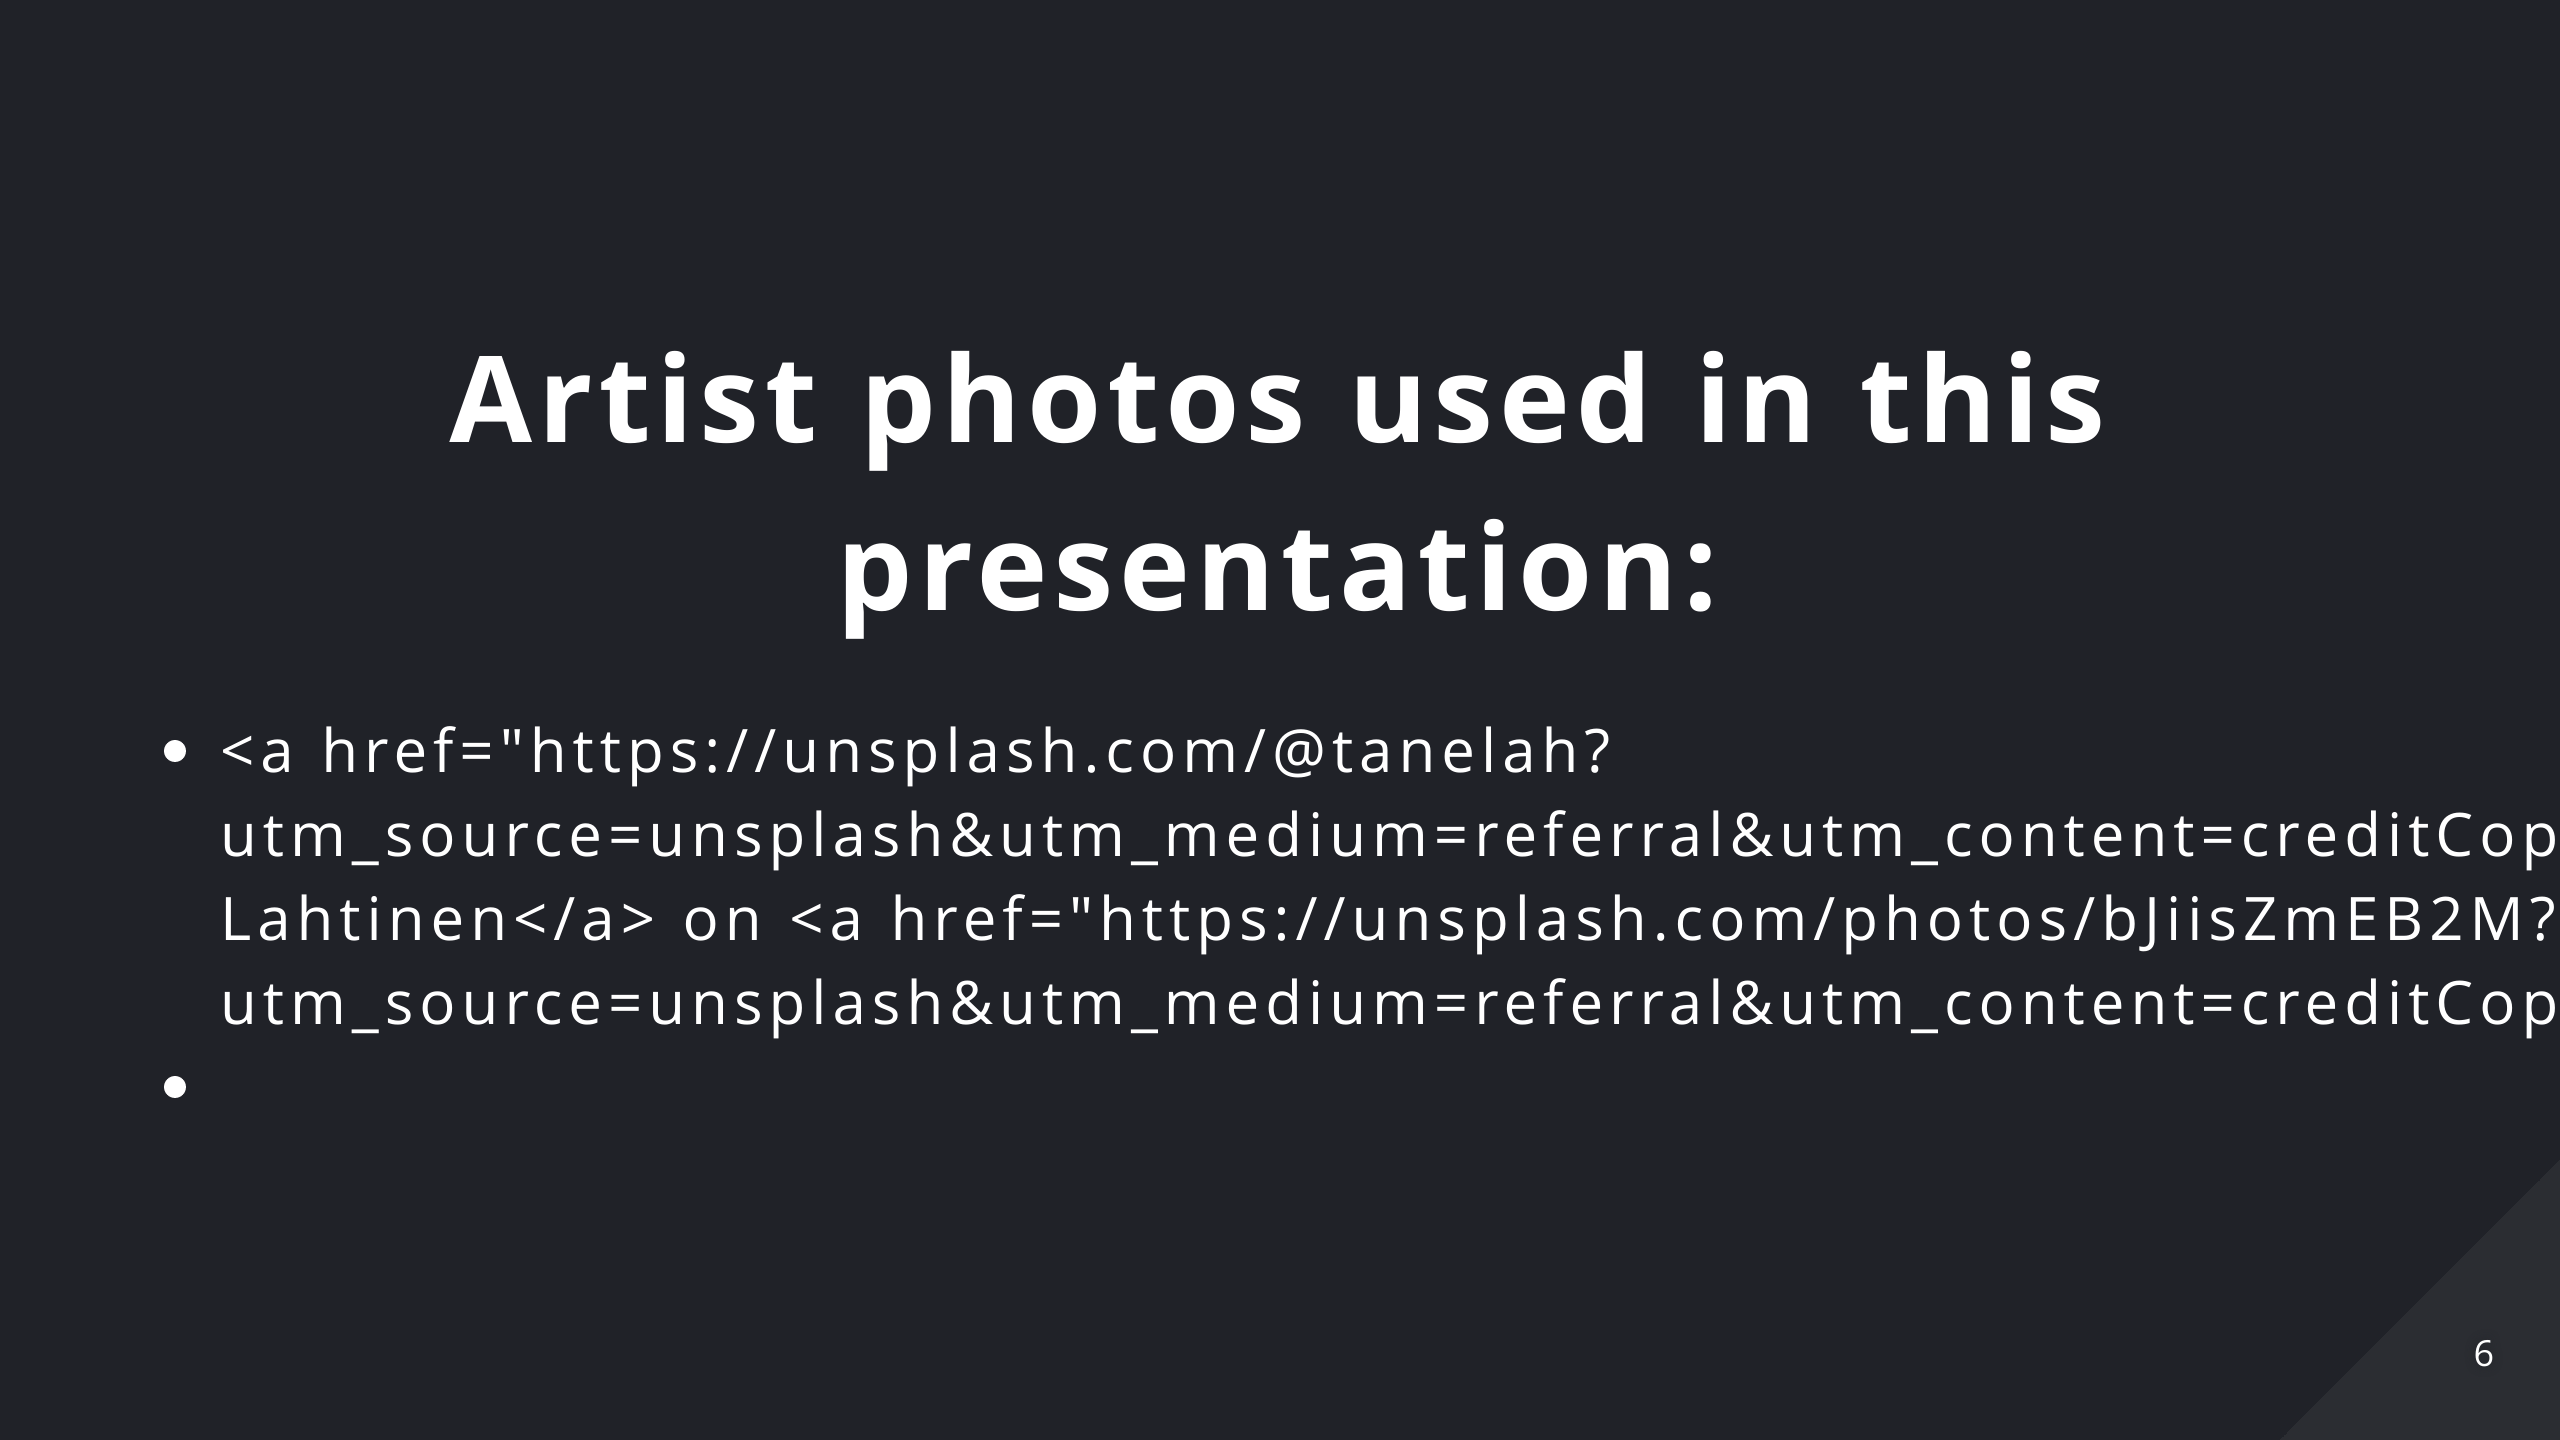 Artist photos used in this
presentation:
<a href="https://unsplash.com/@tanelah?
utm_source=unsplash&utm_medium=referral&utm_content=creditCop
Lahtinen</a> on <a href="https://unsplash.com/photos/bJiisZmEB2M?
utm_source=unsplash&utm_medium=referral&utm_content=creditCop
6